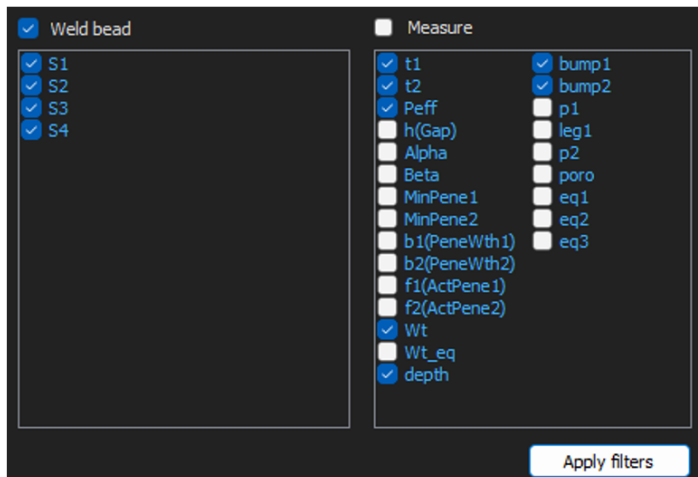 Weld bead
S1
S2
S3
S4
Measure
t1
t2
Peff
h(Gap)
Alpha
Beta
MinPene1
MinPene2
b1(PeneWth1)
b2(PeneWth2)
f1(ActPene1)
f2(ActPene2)
Wt
Wt_eq
depth
bump1
bump2
p1
leg1
p2
poro
eq1
eq2
eq3
Apply filters